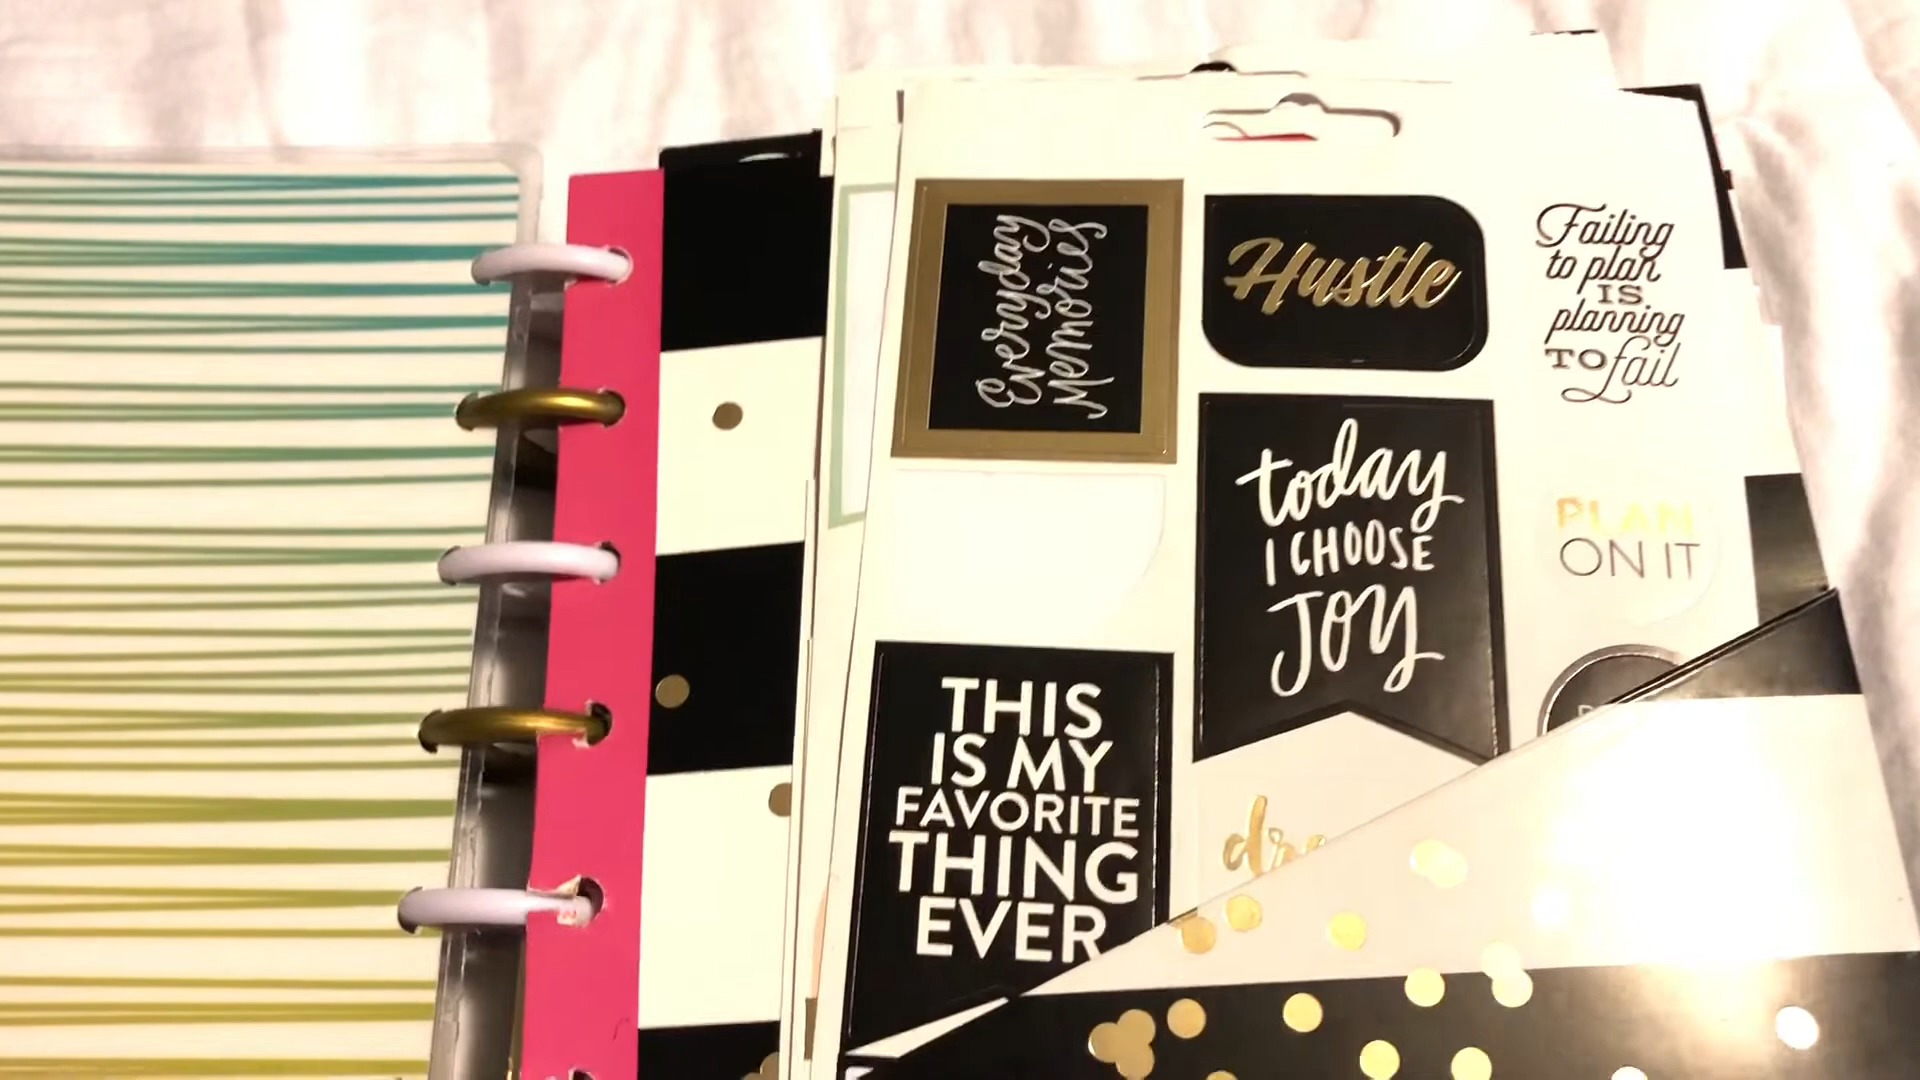 Everyday
Memories
Hustle
Failing
to plan
IS
planning
TO fail
today
I CHOOSE
JOY
PLAN
ON IT
THIS
IS MY
FAVORITE
THING
EVER